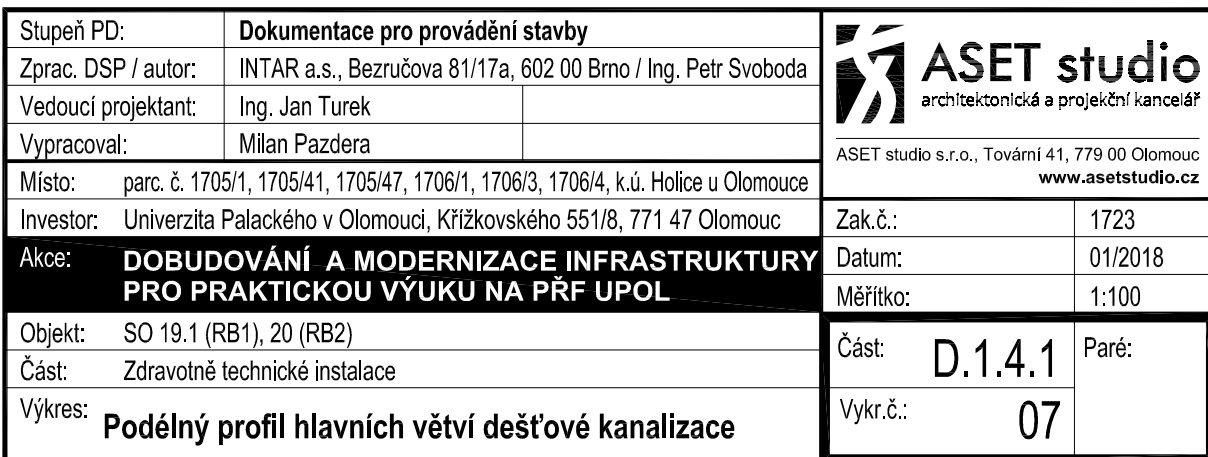 Stupeň PD: Dokumentace pro provádění stavby
Zprac. DSP / autor: INTAR a.s., Bezručova 81/17a, 602 00 Brno / Ing. Petr Svoboda
Vedoucí projektant: Ing. Jan Turek
Vypracoval: Milan Pazdera
Místo: parc. č. 1705/1, 1705/41, 1705/47, 1706/1, 1706/3, 1706/4, k.ú. Holice u Olomouce
Investor: Univerzita Palackého v Olomouci, Křížkovského 551/8, 771 47 Olomouc
Akce: DOBUDOVÁNÍ A MODERNIZACE INFRASTRUKTURY
PRO PRAKTICKOU VÝUKU NA PŘF UPOL
Objekt: SO 19.1 (RB1), 20 (RB2)
Část: Zdravotně technické instalace
Výkres: Podélný profil hlavních větví dešťové kanalizace
ASET studio
architektonická a projekční kancelář
ASET studio s.r.o., Tovární 41, 779 00 Olomouc
www.asetstudio.cz
Zak.č.: 1723
Datum: 01/2018
Měřítko: 1:100
Část: D.1.4.1
Paré:
Vykr.č.: 07